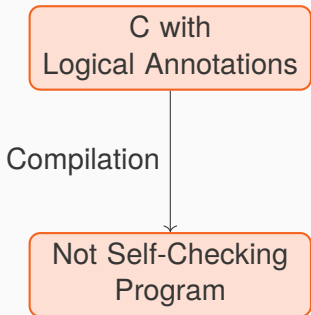 C with
Logical Annotations
Compilation
Not Self-Checking
Program